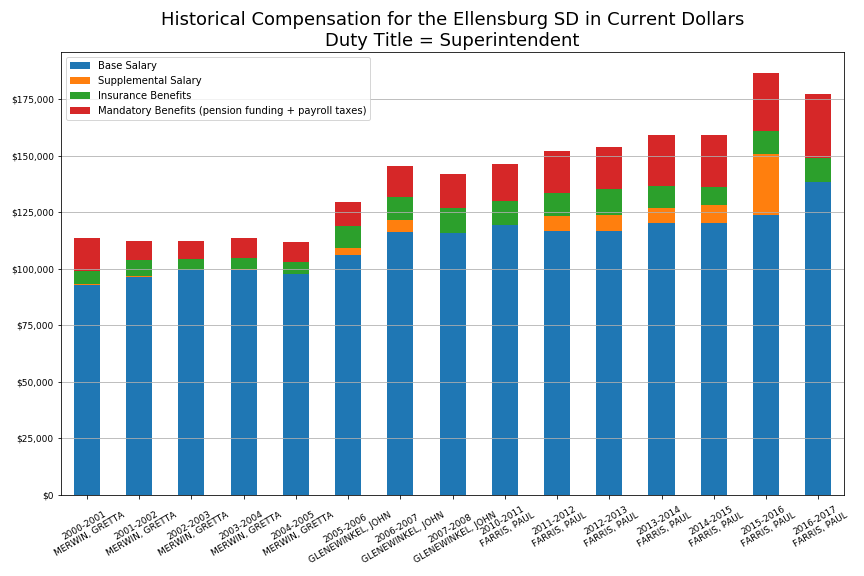 Historical Compensation for the Ellensburg SD in Current Dollars
Duty Title = Superintendent
Base Salary
Supplemental Salary
Insurance Benefits
Mandatory Benefits (pension funding + payroll taxes)
$175,000
$150,000
$125,000
$100,000
$75,000
$50,000
$25,000
$0
2000-2001
MERWIN, GRETTA
2001-2002
MERWIN, GRETTA
2002-2003
MERWIN, GRETTA
2003-2004
MERWIN, GRETTA
2004-2005
MERWIN, GRETTA
2005-2006
GLENEWINKEL, JOHN
2006-2007
GLENEWINKEL, JOHN
2007-2008
GLENEWINKEL, JOHN
2010-2011
FARRIS, PAUL
2011-2012
FARRIS, PAUL
2012-2013
FARRIS, PAUL
2013-2014
FARRIS, PAUL
2014-2015
FARRIS, PAUL
2015-2016
FARRIS, PAUL
2016-2017
FARRIS, PAUL